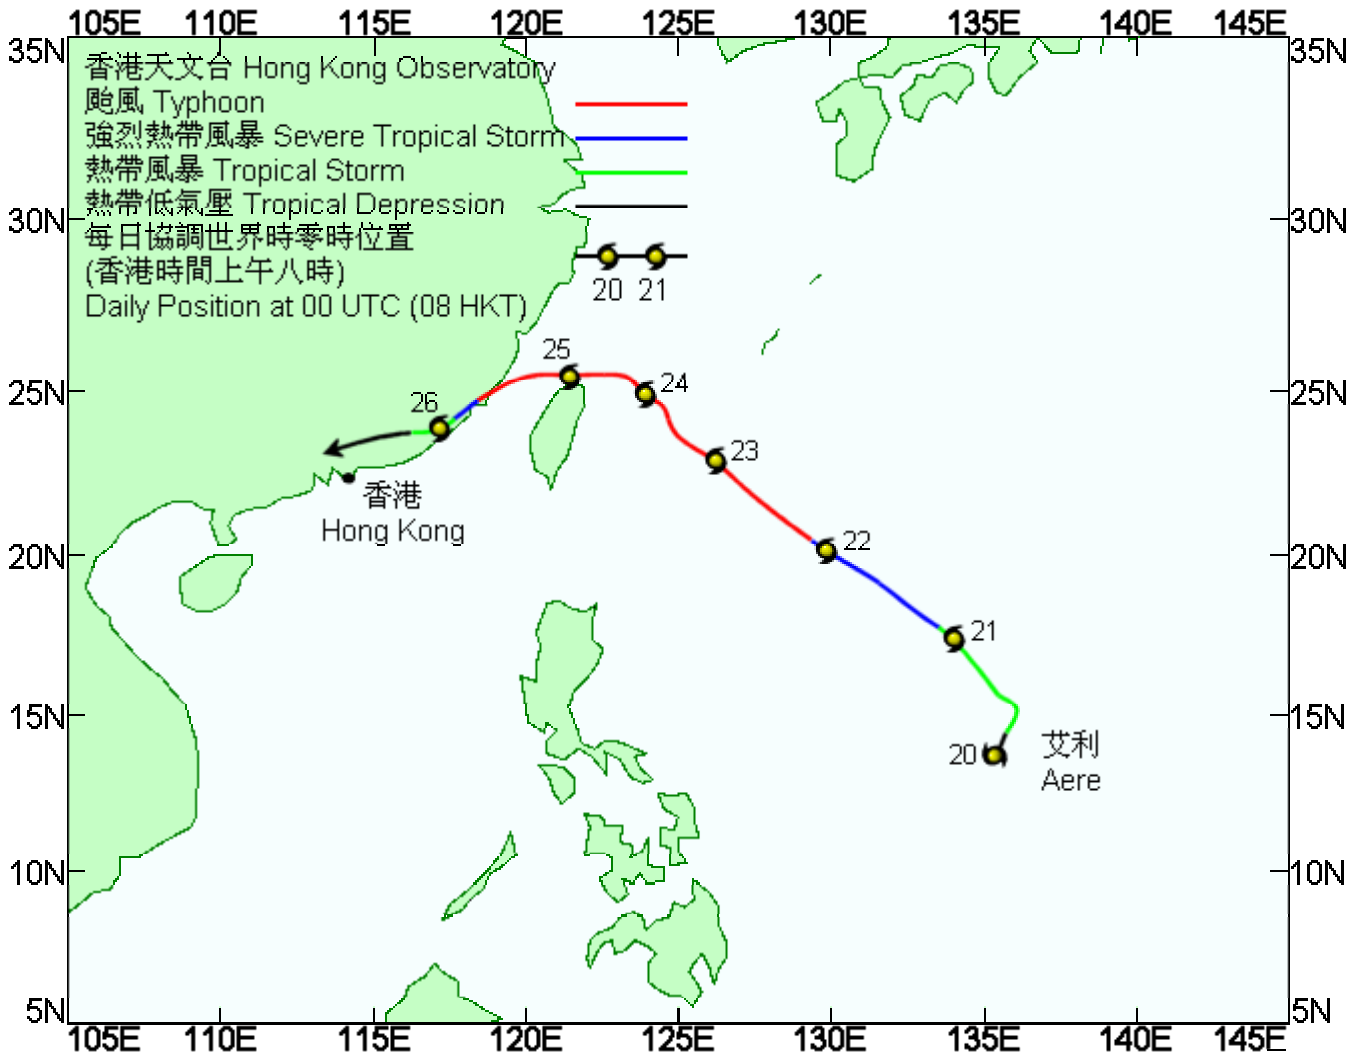 105E 110E 115E 120E 125E 130E 135E 140E 145E
35N 35N
香港天文台 Hong Kong Observatory
颱風 Typhoon
強烈熱帶風暴 Severe Tropical Storm
熱帶風暴 Tropical Storm
熱帶低氣壓 Tropical Depression
30N 30N
每日協調世界時零時位置
(香港時間上午八時)
20 21
Daily Position at 00 UTC (08 HKT)
25
24
25N 25N
26
23
香港
Hong Kong
22
20N 20N
21
15N 15N
20
艾利
Aere
10N 10N
5N 5N
105E 110E 115E 120E 125E 130E 135E 140E 145E